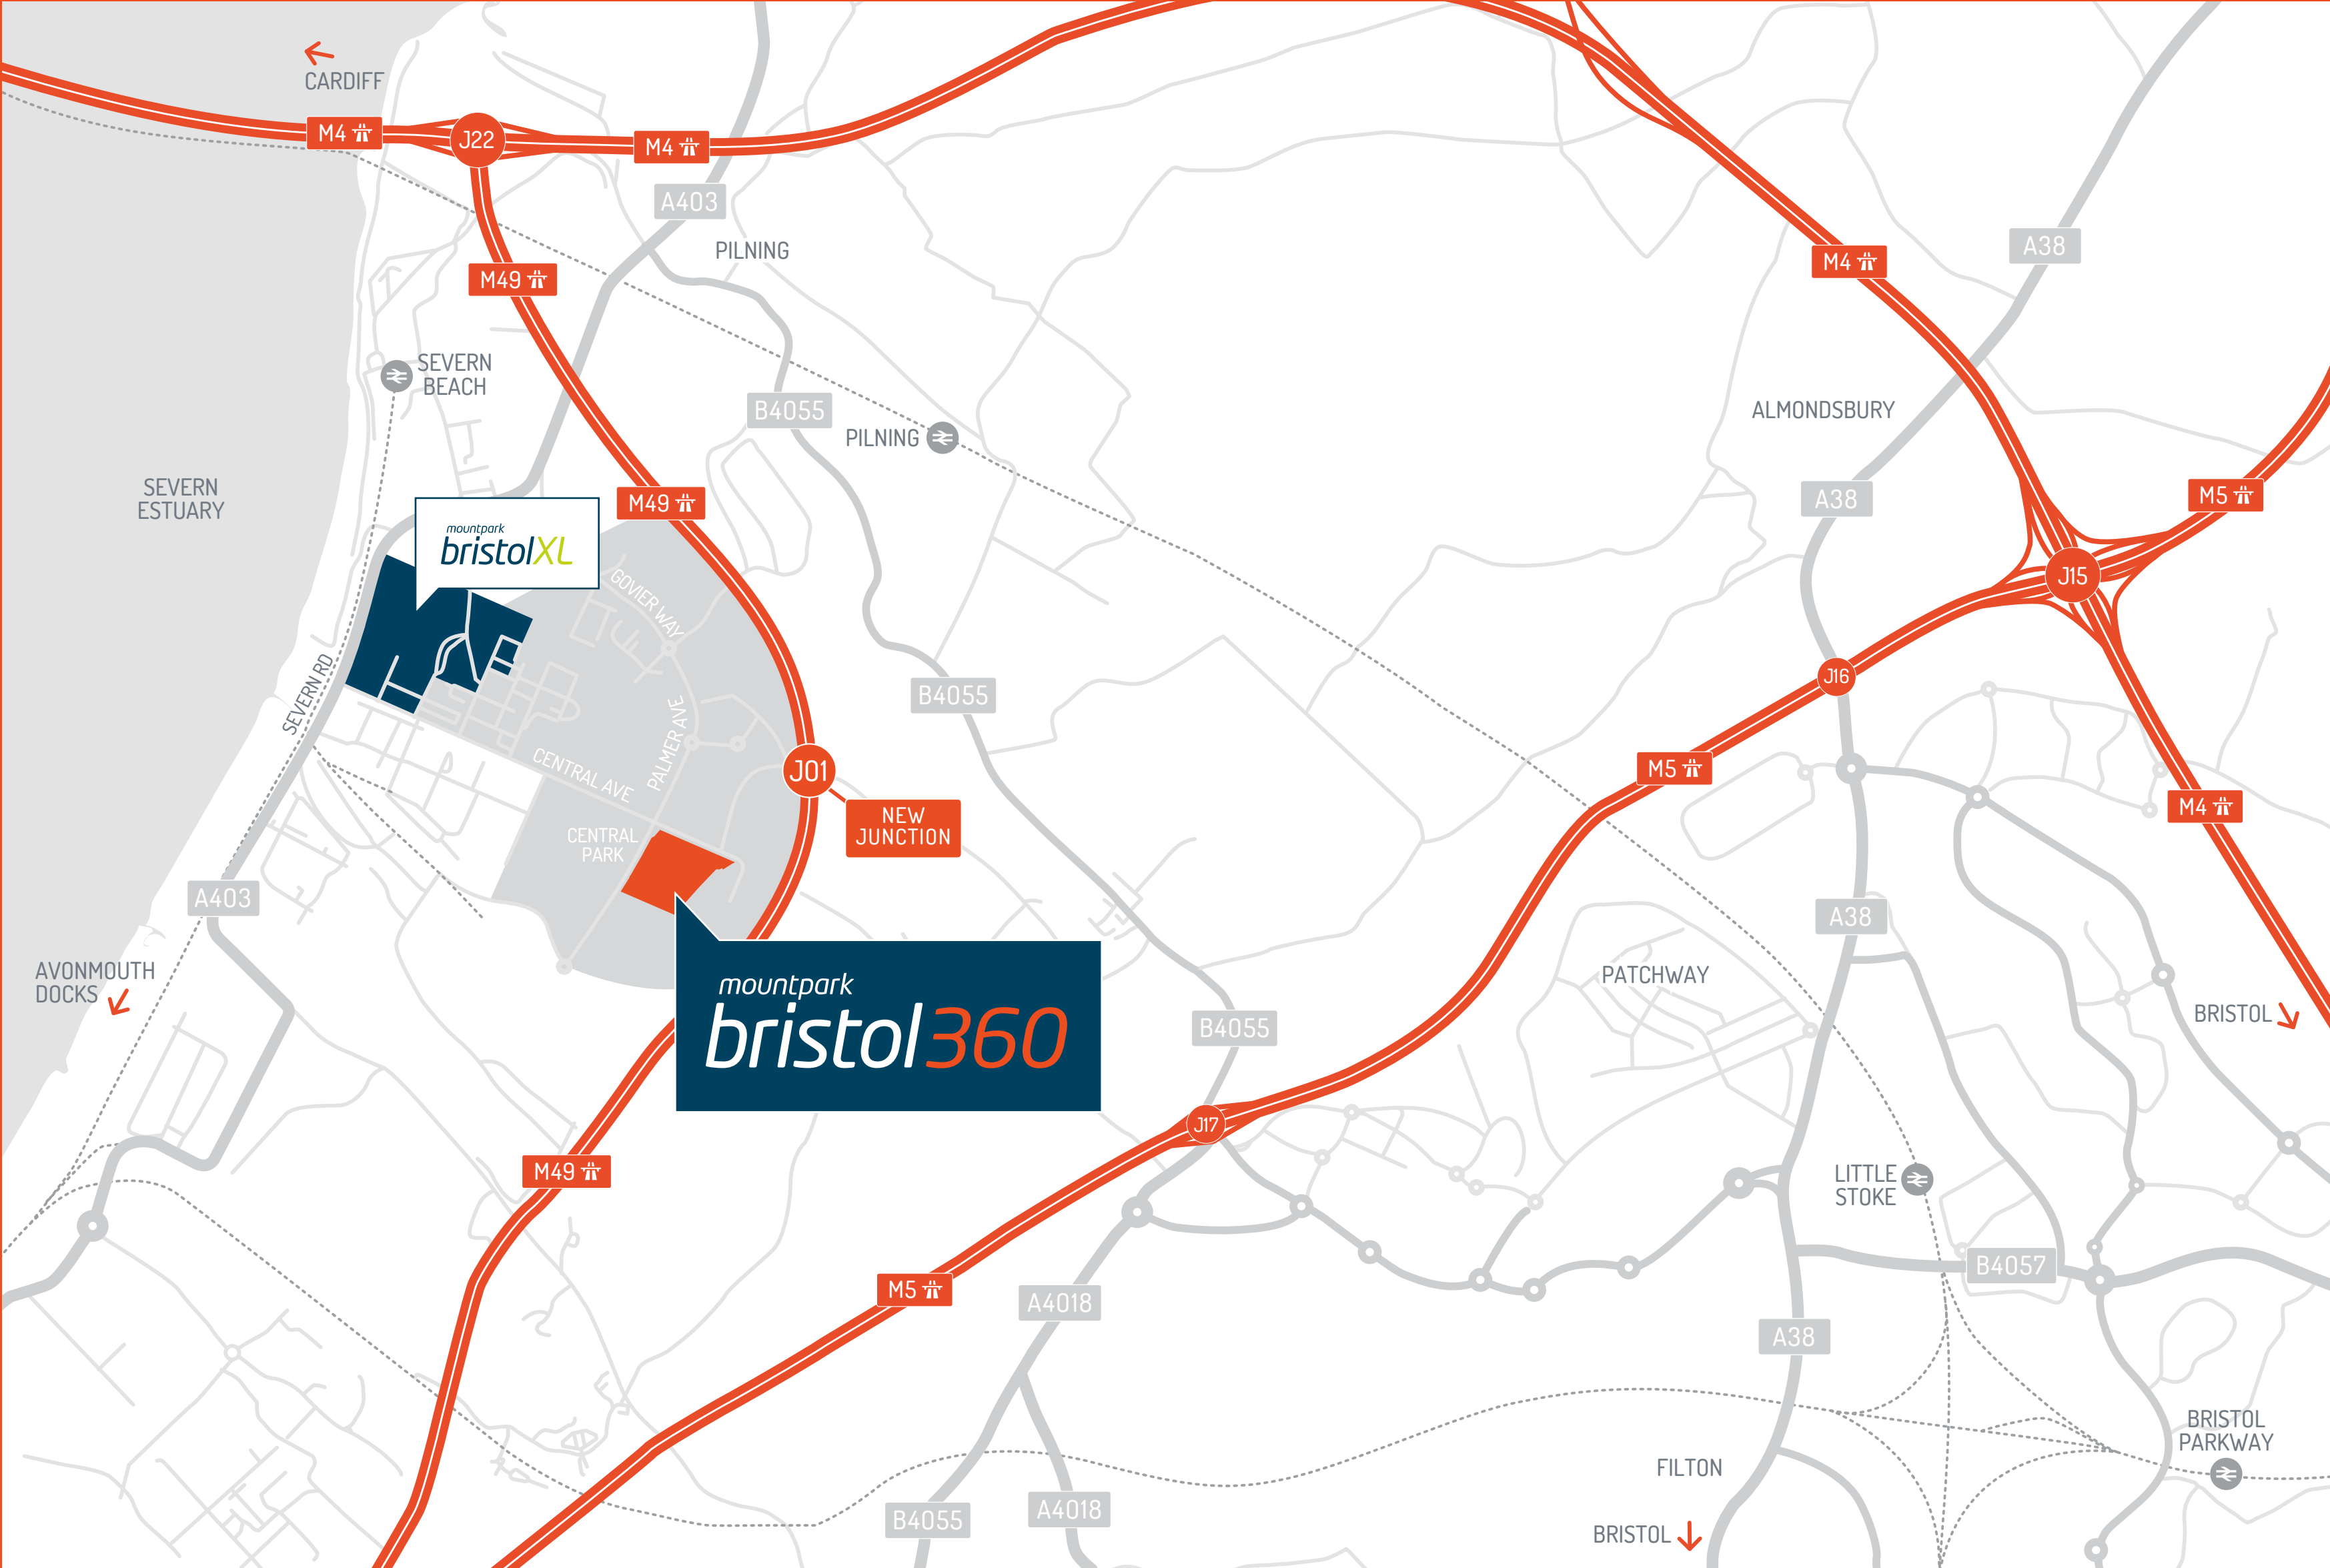 CARDIFF
M4
J22
M4
A403
PILNING
M49
A38
M4
SEVERN
BEACH
B4055
PILNING
ALMONDSBURY
SEVERN
ESTUARY
M49
A38
M5
mountpark
bristolXL
GOVIER WAY
J15
SEVERN RD
B4055
J16
PALMER AVE
CENTRAL AVE
J01
M5
NEW
JUNCTION
M4
CENTRAL
PARK
A403
A38
AVONMOUTH
DOCKS
PATCHWAY
mountpark
bristol360
BRISTOL
B4055
J17
M49
LITTLE
STOKE
B4057
M5
A4018
A38
BRISTOL
PARKWAY
FILTON
B4055
A4018
BRISTOL